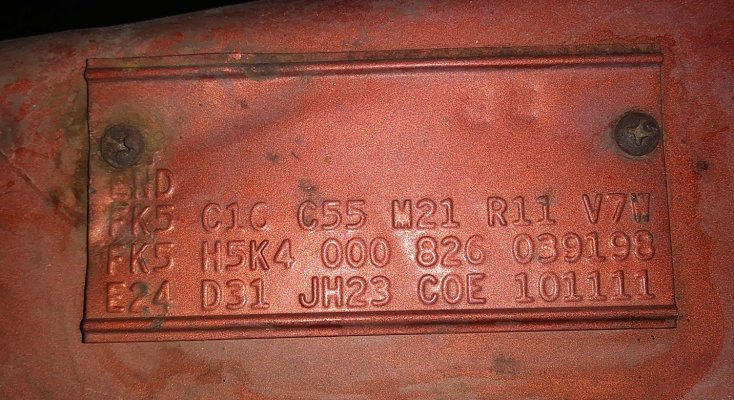 END
FK5 C16 C55 M21 R11 V7W
FK5 H5K4 000 826 039198
E24 D31 JH23 C0E 101111